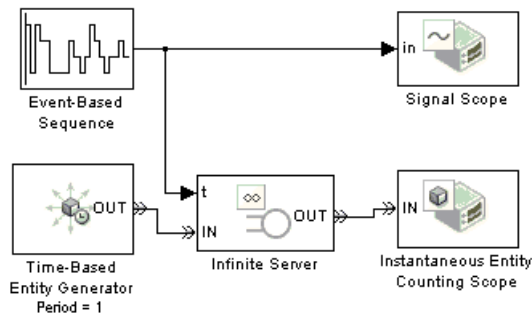 in
Event-Based
Sequence
Signal Scope
OUT
t
IN
∞
OUT
IN
Time-Based
Entity Generator
Period = 1
Infinite Server
Instantaneous Entity
Counting Scope